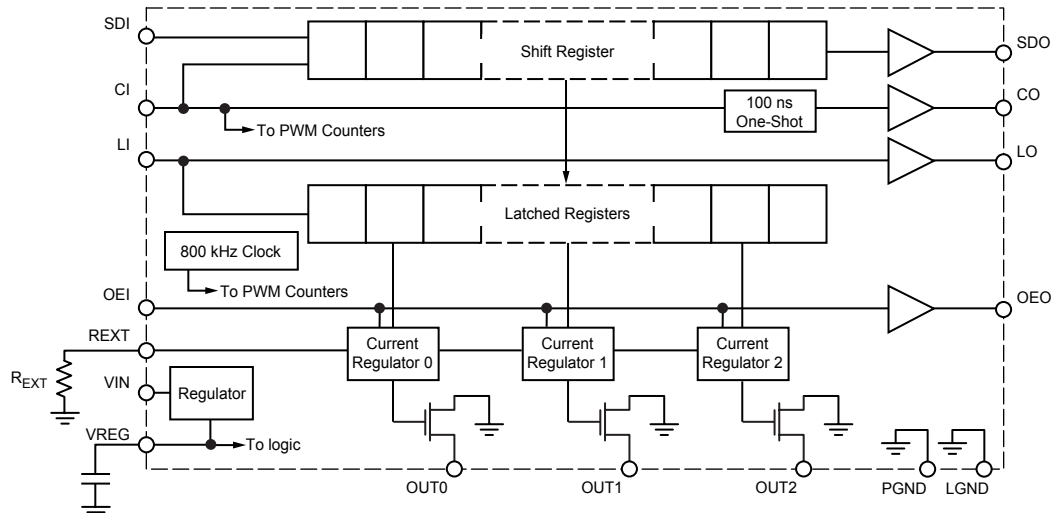 SDI
Shift Register
SDO
CI
100 ns
One-Shot
CO
To PWM Counters
LI
LO
Latched Registers
800 kHz Clock
To PWM Counters
OEI
OEO
REXT
Current
Regulator 0
Current
Regulator 1
Current
Regulator 2
REXT
VIN
Regulator
VREG
To logic
OUT0
OUT1
OUT2
PGND
LGND